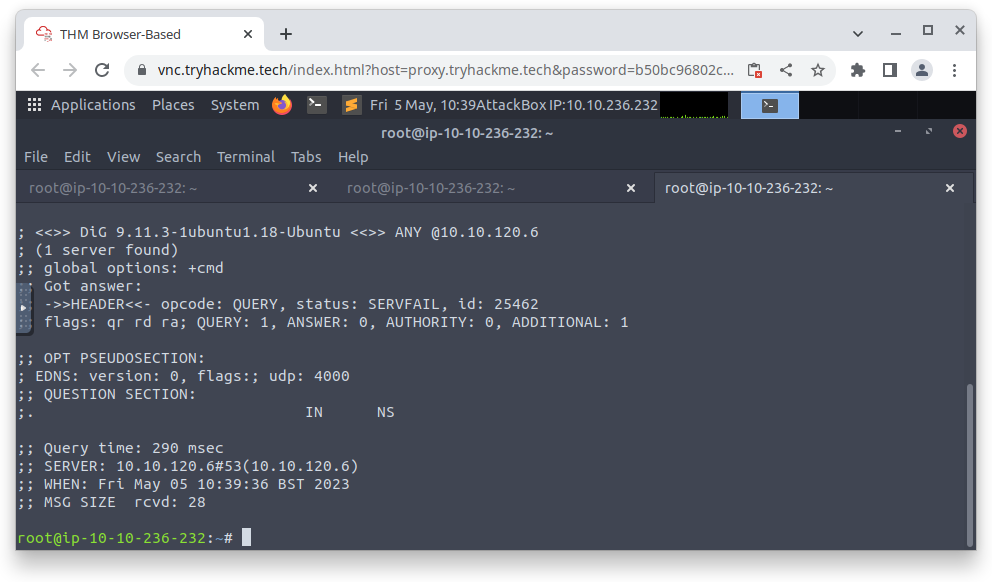 THM Browser-Based
vnc.tryhackme.tech/index.html?host=proxy.tryhackme.tech&password=b50bc96802c...
Applications Places System Fri 5 May, 10:39AttackBox IP:10.10.236.232
root@ip-10-10-236-232: ~
File Edit View Search Terminal Tabs Help
root@ip-10-10-236-232: ~ root@ip-10-10-236-232: ~ root@ip-10-10-236-232: ~
; <<>> DiG 9.11.3-1ubuntu1.18-Ubuntu <<>> ANY @10.10.120.6
; (1 server found)
;; global options: +cmd
; Got answer:
->>HEADER<<- opcode: QUERY, status: SERVFAIL, id: 25462
flags: qr rd ra; QUERY: 1, ANSWER: 0, AUTHORITY: 0, ADDITIONAL: 1
;; OPT PSEUDOSECTION:
; EDNS: version: 0, flags:; udp: 4000
;; QUESTION SECTION:
;. IN NS
;; Query time: 290 msec
;; SERVER: 10.10.120.6#53(10.10.120.6)
;; WHEN: Fri May 05 10:39:36 BST 2023
;; MSG SIZE rcvd: 28
root@ip-10-10-236-232:~#